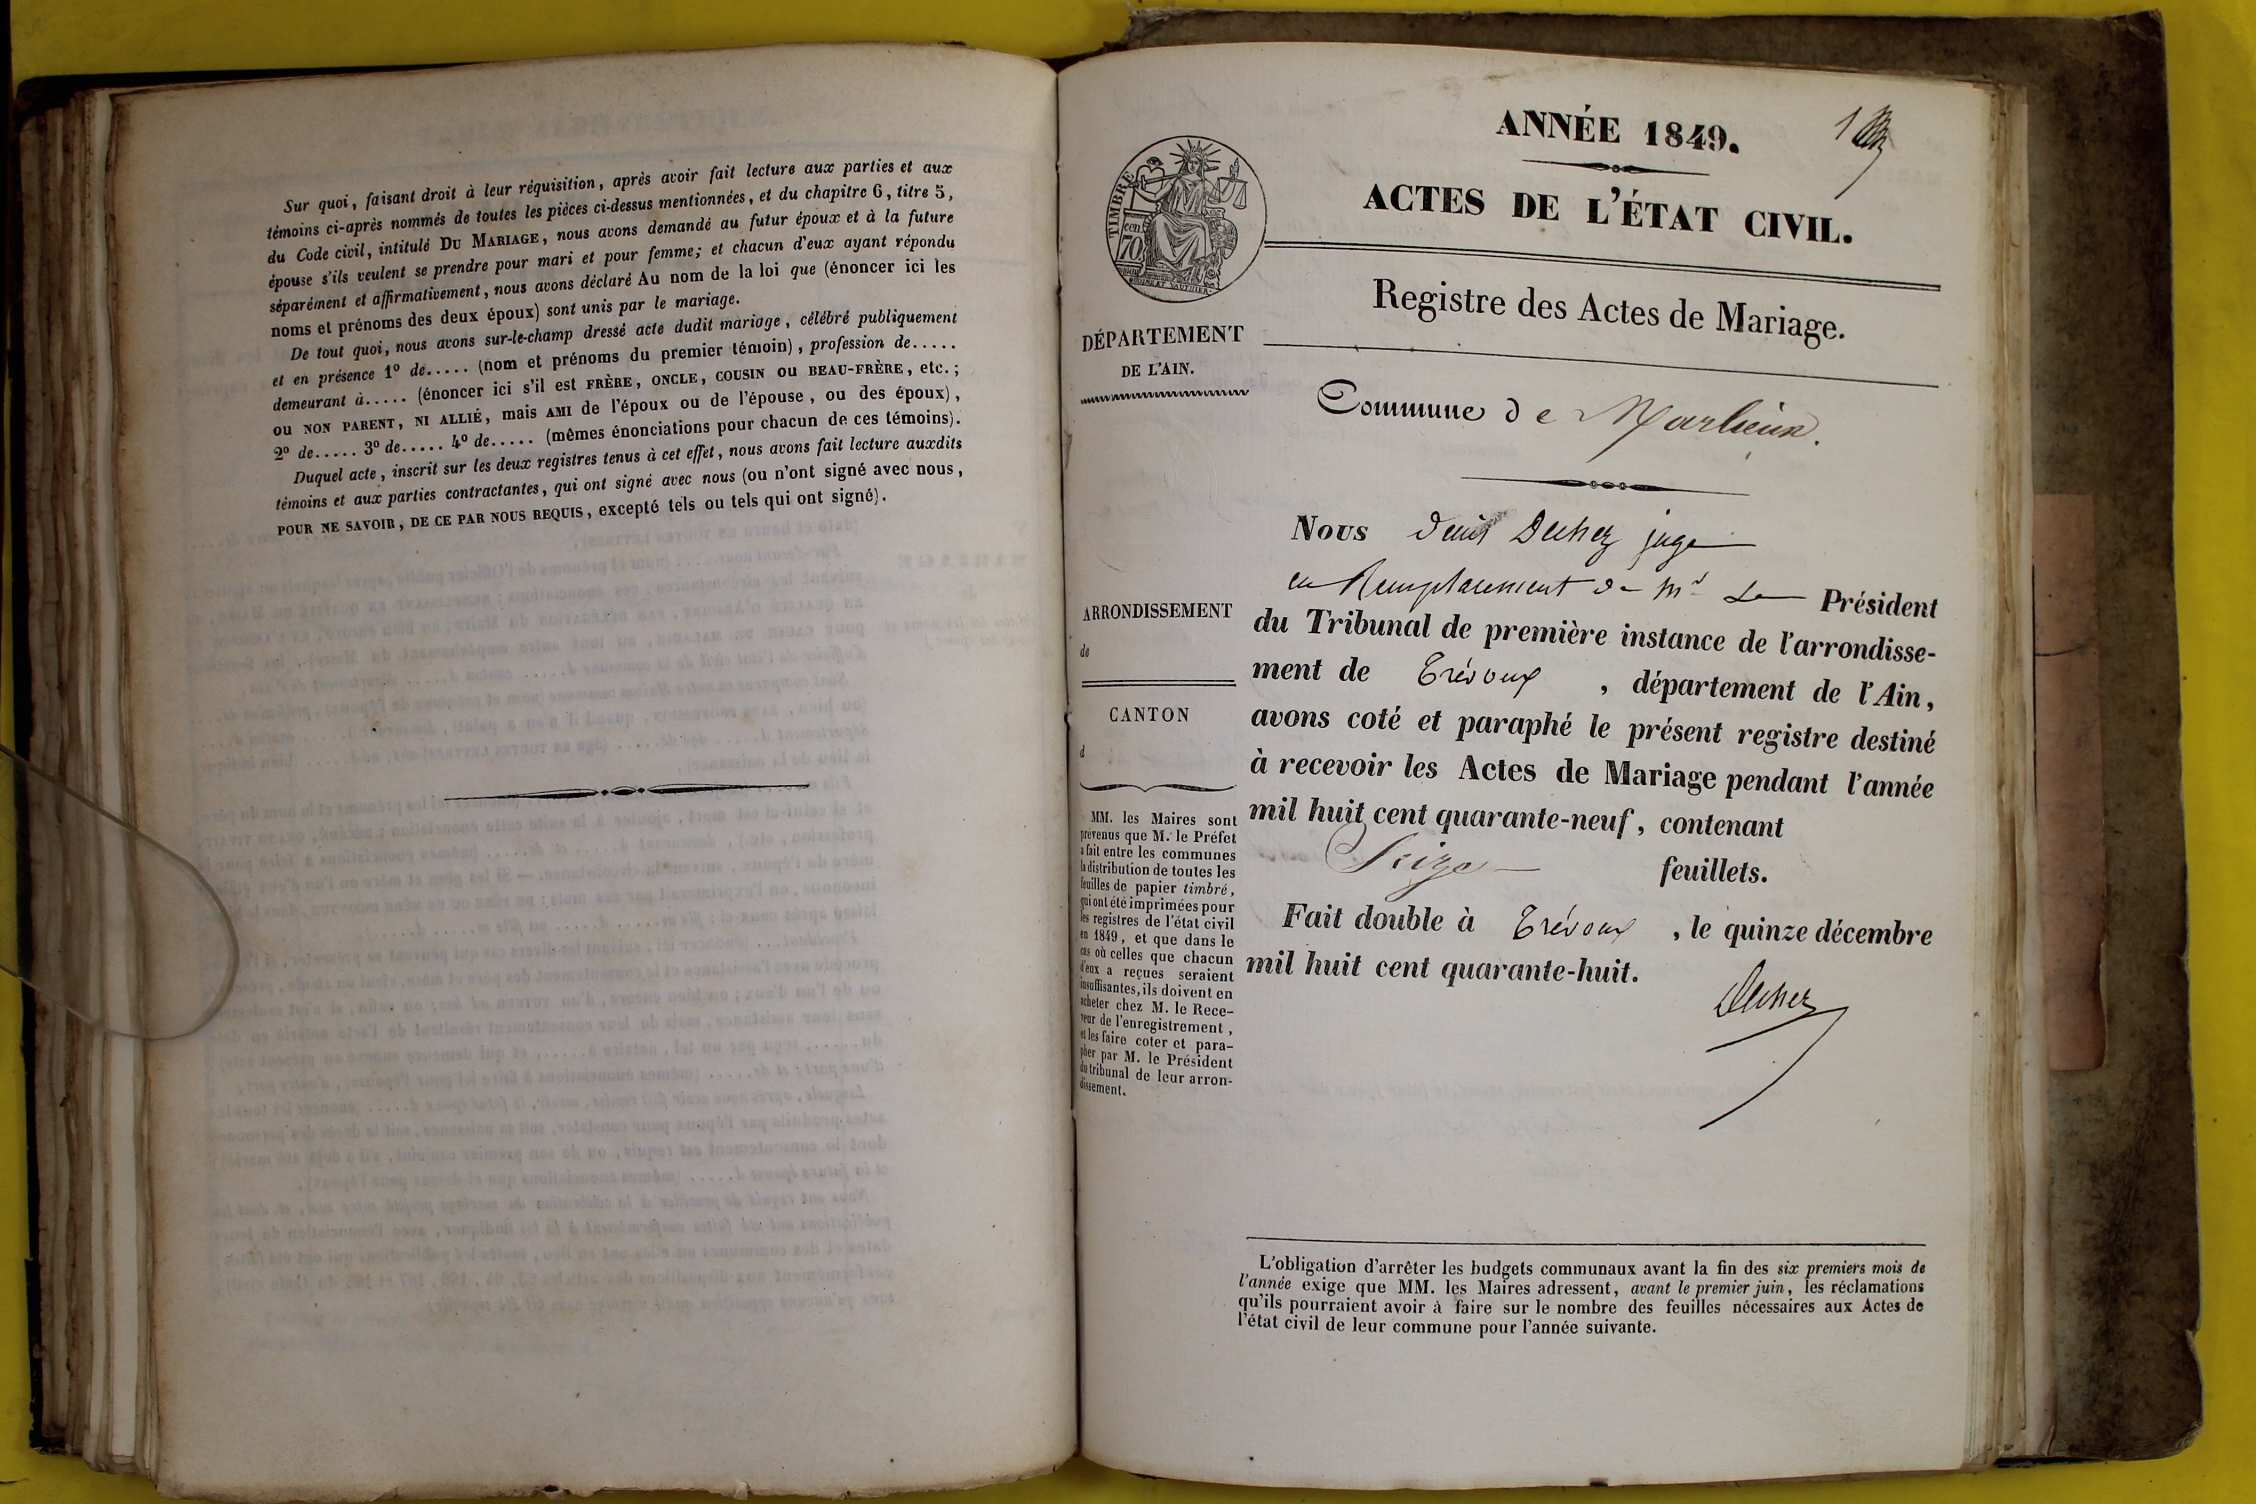 Sur quoi, faisant droit à leur réquisition, après avoir fait lecture aux parties et aux
témoins ci-après nommés de toutes les pièces ci-dessus mentionnées, et du chapitre 6, titre 5,
du Code civil, intitulé DU MARIAGE, nous avons demandé au futur époux et à la future
épouse s'ils veulent se prendre pour mari et pour femme; et chacun d'eux ayant répondu
séparément et affirmativement, nous avons déclaré Au nom de la loi que (énoncer ici les
noms et prénoms des deux époux) sont unis par le mariage.
De tout quoi, nous avons sur-le-champ dressé acte dudit mariage, célébré publiquement
et en présence 1º de..... (nom et prénoms du premier témoin), profession de.....
demeurant à..... (énoncer ici s'il est FRÈRE, ONCLE, COUSIN ou BEAU-FRÈRE, etc.;
ou NON PARENT, NI ALLIÉ, mais AMI de l'époux ou de l'épouse, ou des époux),
2º de..... 3º de..... 4º de..... (mêmes énonciations pour chacun de ces témoins).
Duquel acte, inscrit sur les deux registres tenus à cet effet, nous avons fait lecture auxdits
témoins et aux parties contractantes, qui ont signé avec nous (ou n'ont signé avec nous,
POUR NE SAVOIR, DE CE PAR NOUS REQUIS, excepté tels ou tels qui ont signé).
ANNÉE 1849.
1
ACTES DE L'ÉTAT CIVIL.
TIMBRE
cen.
70
Registre des Actes de Mariage.
DÉPARTEMENT
DE L'AIN.
Commune de Marlieux.
Nous Denis Duhez juge
en Remplacement de Mr Le Président
ARRONDISSEMENT
de
CANTON
d
du Tribunal de première instance de l'arrondisse-
ment de Trévoux, département de l'Ain,
avons coté et paraphé le présent registre destiné
à recevoir les Actes de Mariage pendant l'année
mil huit cent quarante-neuf, contenant
Seize feuillets.
Fait double à Trévoux, le quinze décembre
mil huit cent quarante-huit.
Duhez
MM. les Maires sont
prévenus que M. le Préfet
a fait entre les communes
la distribution de toutes les
feuilles de papier timbré,
qui ont été imprimées pour
les registres de l'état civil
en 1849, et que dans le
cas où celles que chacun
d'eux a reçues seraient
insuffisantes, ils doivent en
acheter chez M. le Rece-
veur de l'enregistrement,
et les faire coter et para-
pher par M. le Président
du tribunal de leur arron-
dissement.
L'obligation d'arrêter les budgets communaux avant la fin des six premiers mois de
l'année exige que MM. les Maires adressent, avant le premier juin, les réclamations
qu'ils pourraient avoir à faire sur le nombre des feuilles nécessaires aux Actes de
l'état civil de leur commune pour l'année suivante.